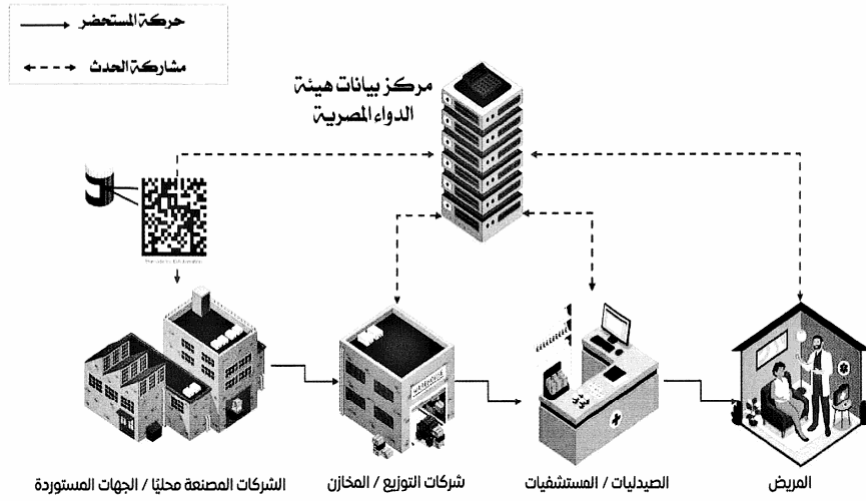 حركة المستحضر
مشاركة الحدث
مركز بيانات هيئة
الدواء المصرية
الشركات المصنعة محليًا / الجهات المستوردة
شركات التوزيع / المخازن
الصيدليات / المستشفيات
المريض